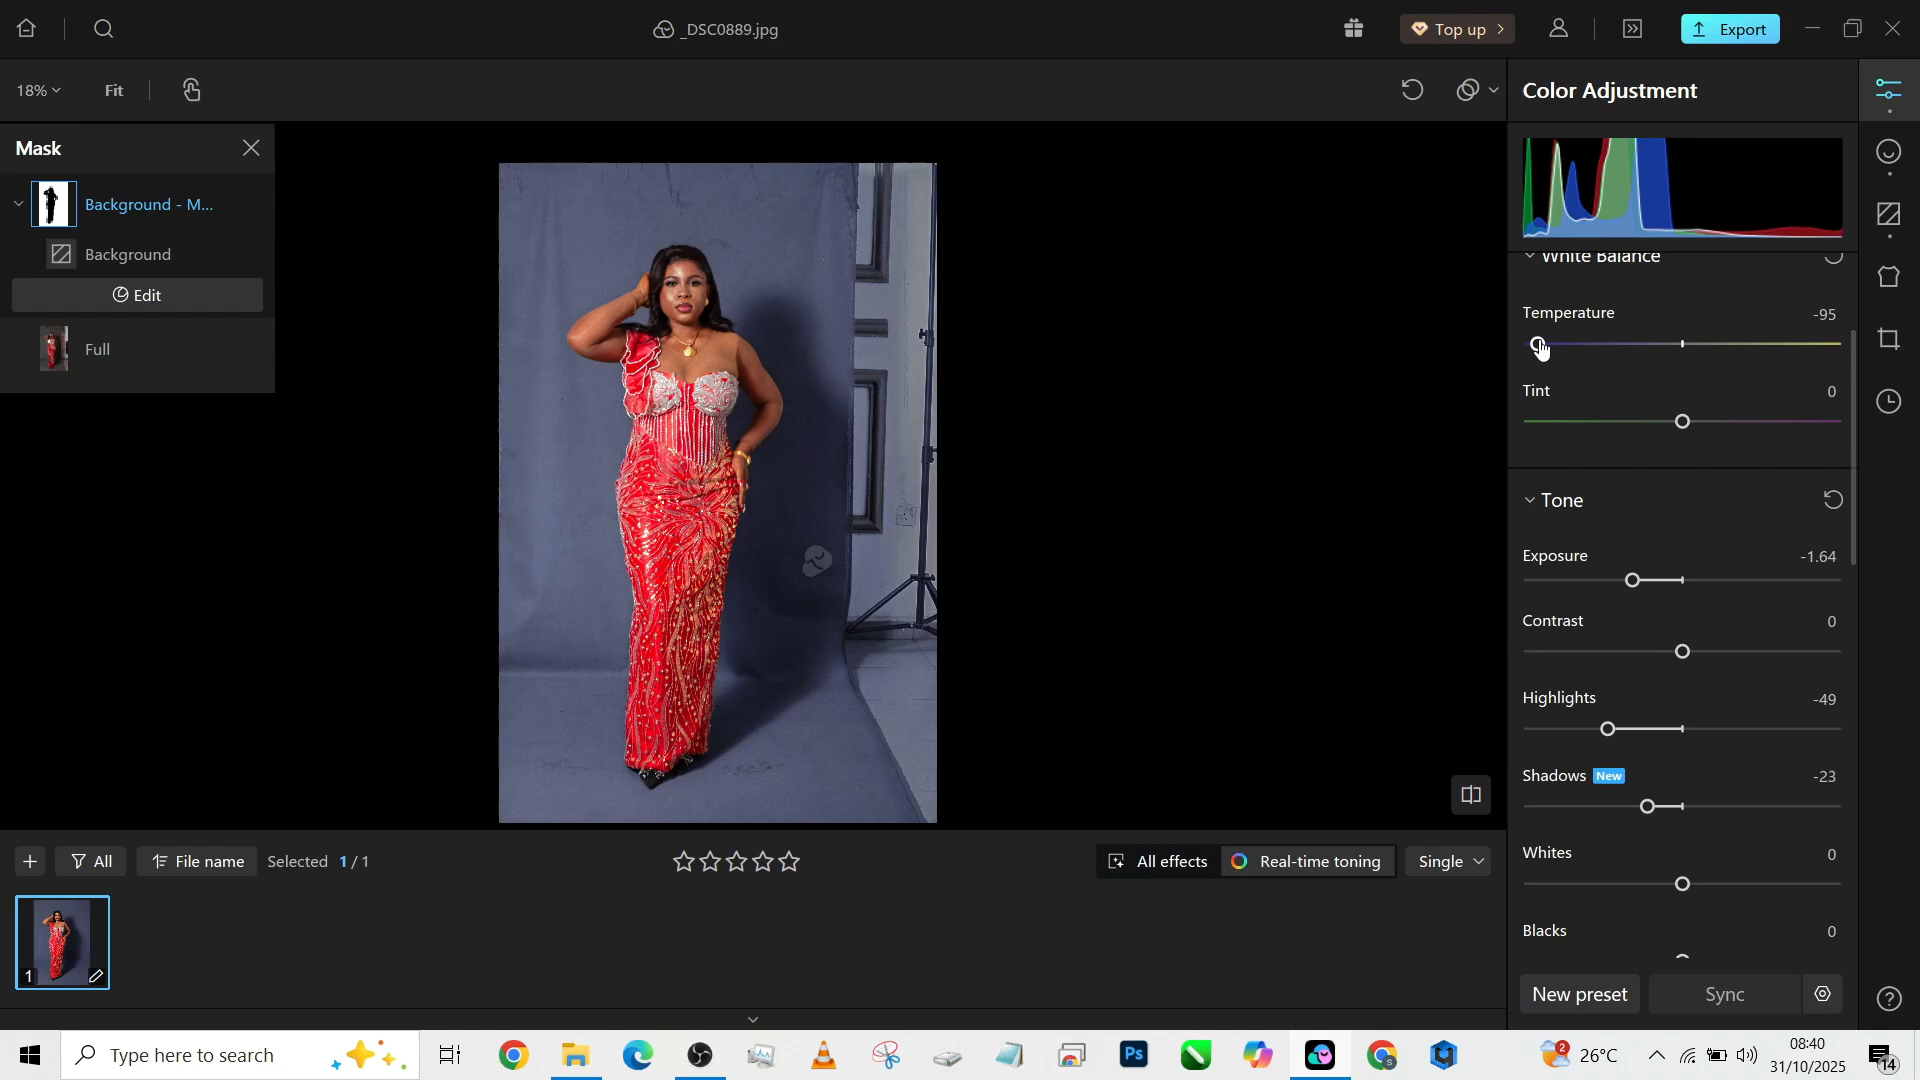 _DSC0889.jpg
Top up
Export
18%
Fit
Color Adjustment
Mask
Background - M...
Background
Edit
Full
White Balance
Temperature
-95
Tint
0
Tone
Exposure
-1.64
Contrast
0
Highlights
-49
Shadows New
-23
Whites
0
Blacks
0
All
File name
Selected 1/1
All effects
Real-time toning
Single
1
New preset
Sync
Type here to search
Ps
S
2
26°C
08:40
31/10/2025
14